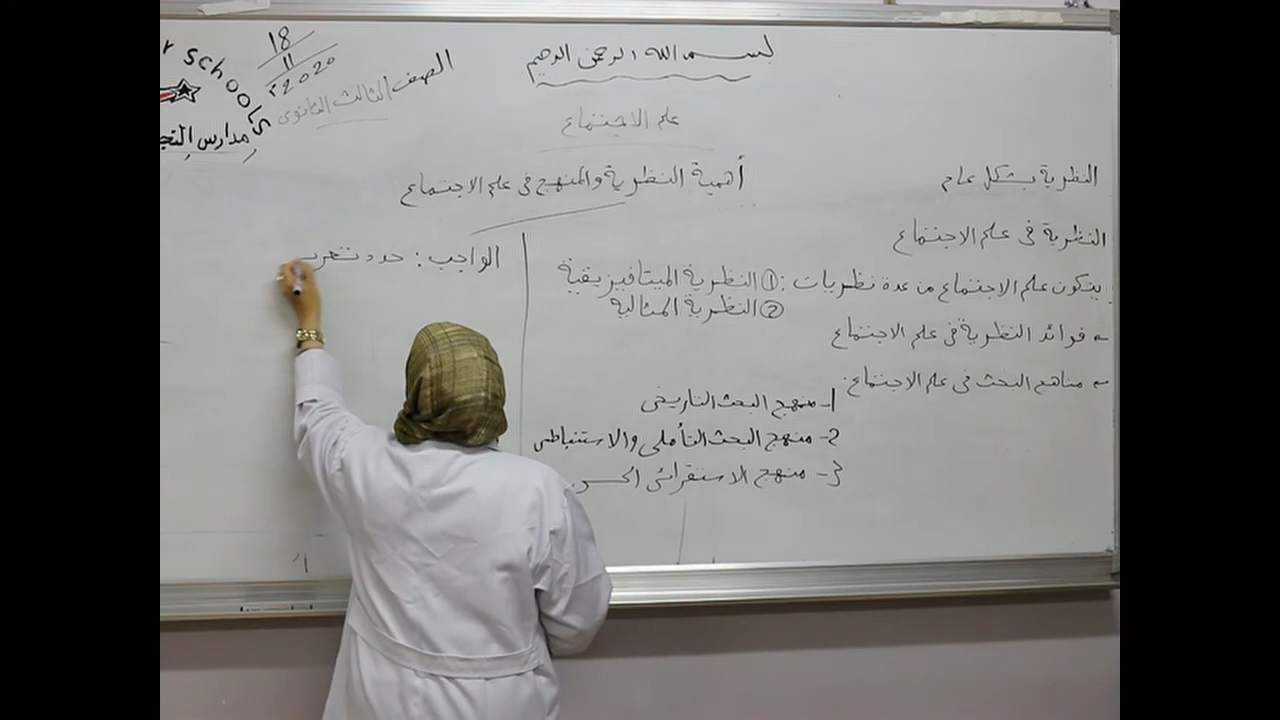 بسم الله الرحمن الرحيم
r schools
مدارس
18
11
2020م
الصف الثالث الثانوي
علم الاجتماع
أهمية النظرية والمنهج في علم الاجتماع
النظرية بشكل عام
النظرية في علم الاجتماع
يتكون علم الاجتماع من عدة نظريات : ① النظرية الميتافيزيقية
② النظرية المثالية
- فوائد النظرية في علم الاجتماع
- مناهج البحث في علم الاجتماع.
1- منهج البحث التاريخي
2- منهج البحث التأملي والاستنباطي
3- منهج الاستقرائي
الواجب : حدد